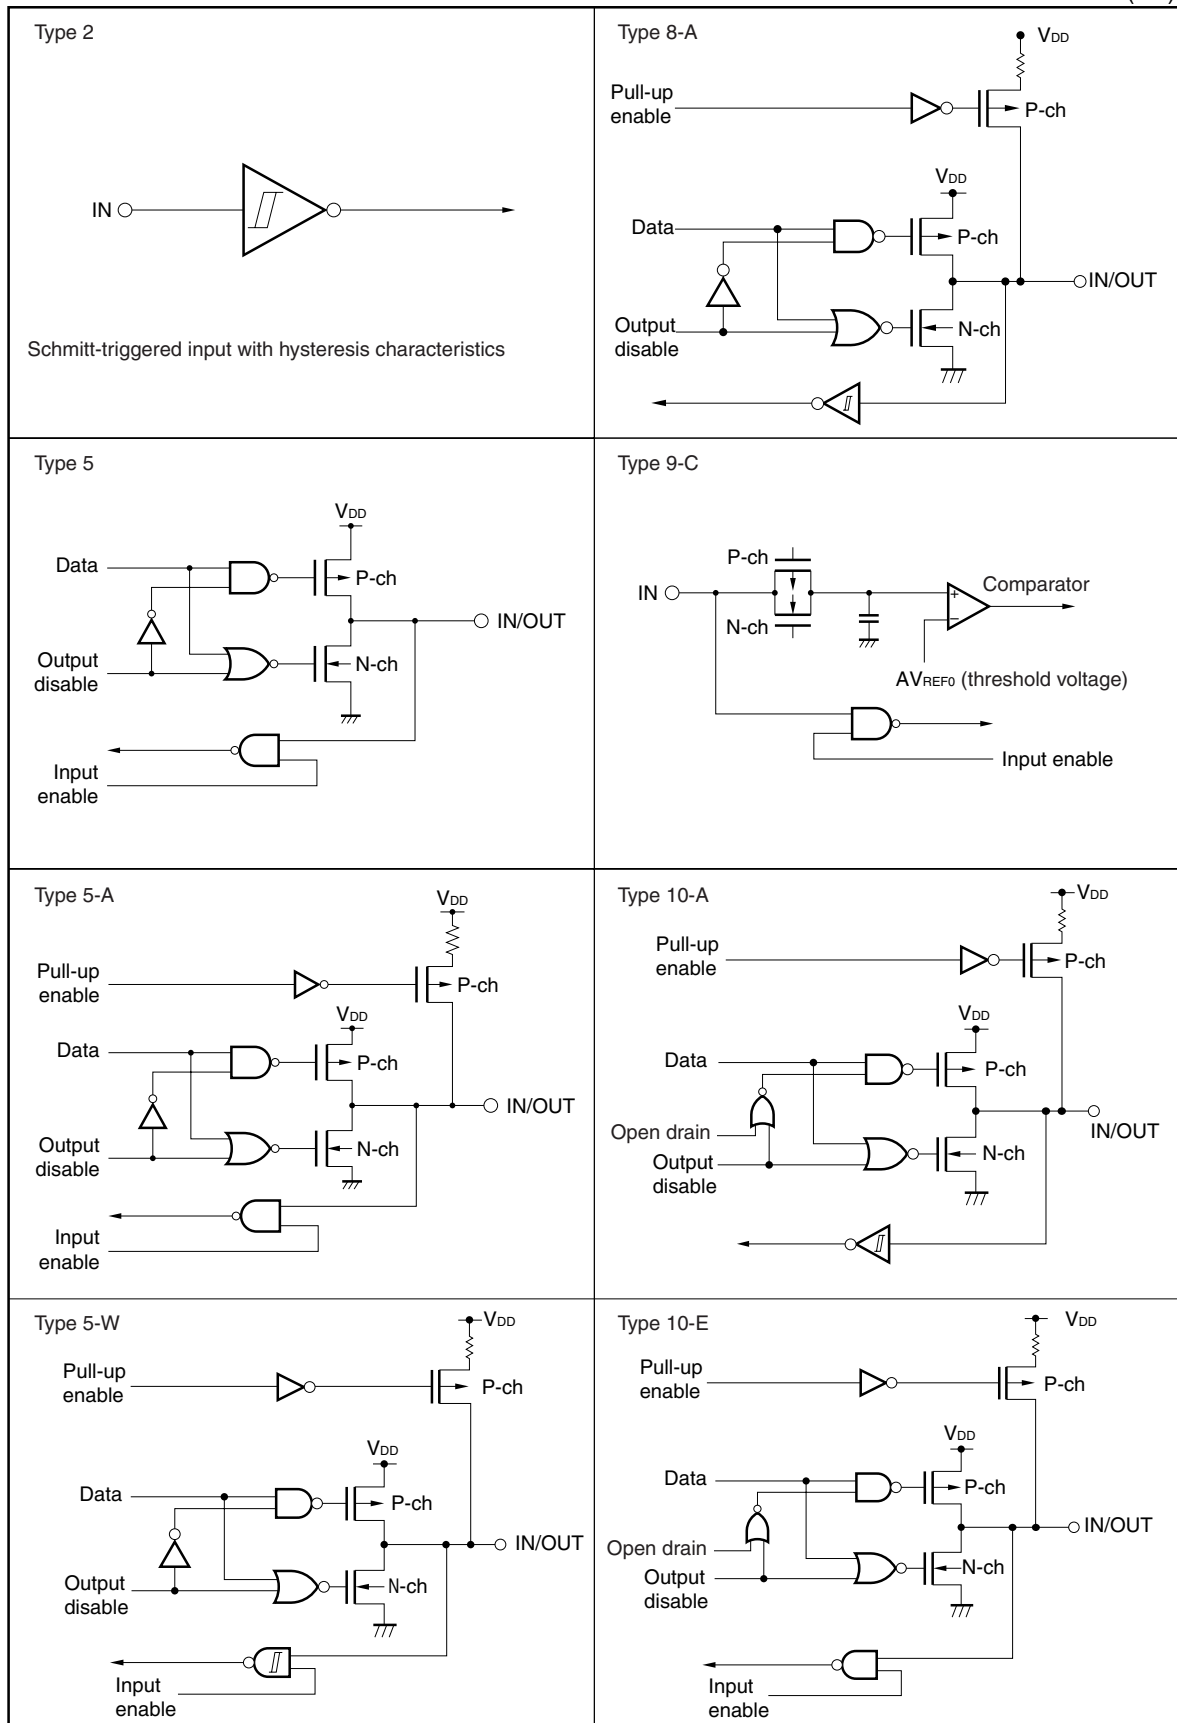 Type 2
IN
Schmitt-triggered input with hysteresis characteristics
Type 8-A
VDD
Pull-up
enable
P-ch
VDD
Data
P-ch
IN/OUT
Output
disable
N-ch
Type 5
VDD
Data
P-ch
IN/OUT
Output
disable
N-ch
Input
enable
Type 9-C
P-ch
IN
N-ch
Comparator
+
−
AVREF0 (threshold voltage)
Input enable
Type 5-A
VDD
Pull-up
enable
P-ch
VDD
Data
P-ch
IN/OUT
Output
disable
N-ch
Input
enable
Type 10-A
VDD
Pull-up
enable
P-ch
VDD
Data
P-ch
IN/OUT
Open drain
Output
disable
N-ch
Type 5-W
VDD
Pull-up
enable
P-ch
VDD
Data
P-ch
IN/OUT
Output
disable
N-ch
Input
enable
Type 10-E
VDD
Pull-up
enable
P-ch
VDD
Data
P-ch
IN/OUT
Open drain
Output
disable
N-ch
Input
enable